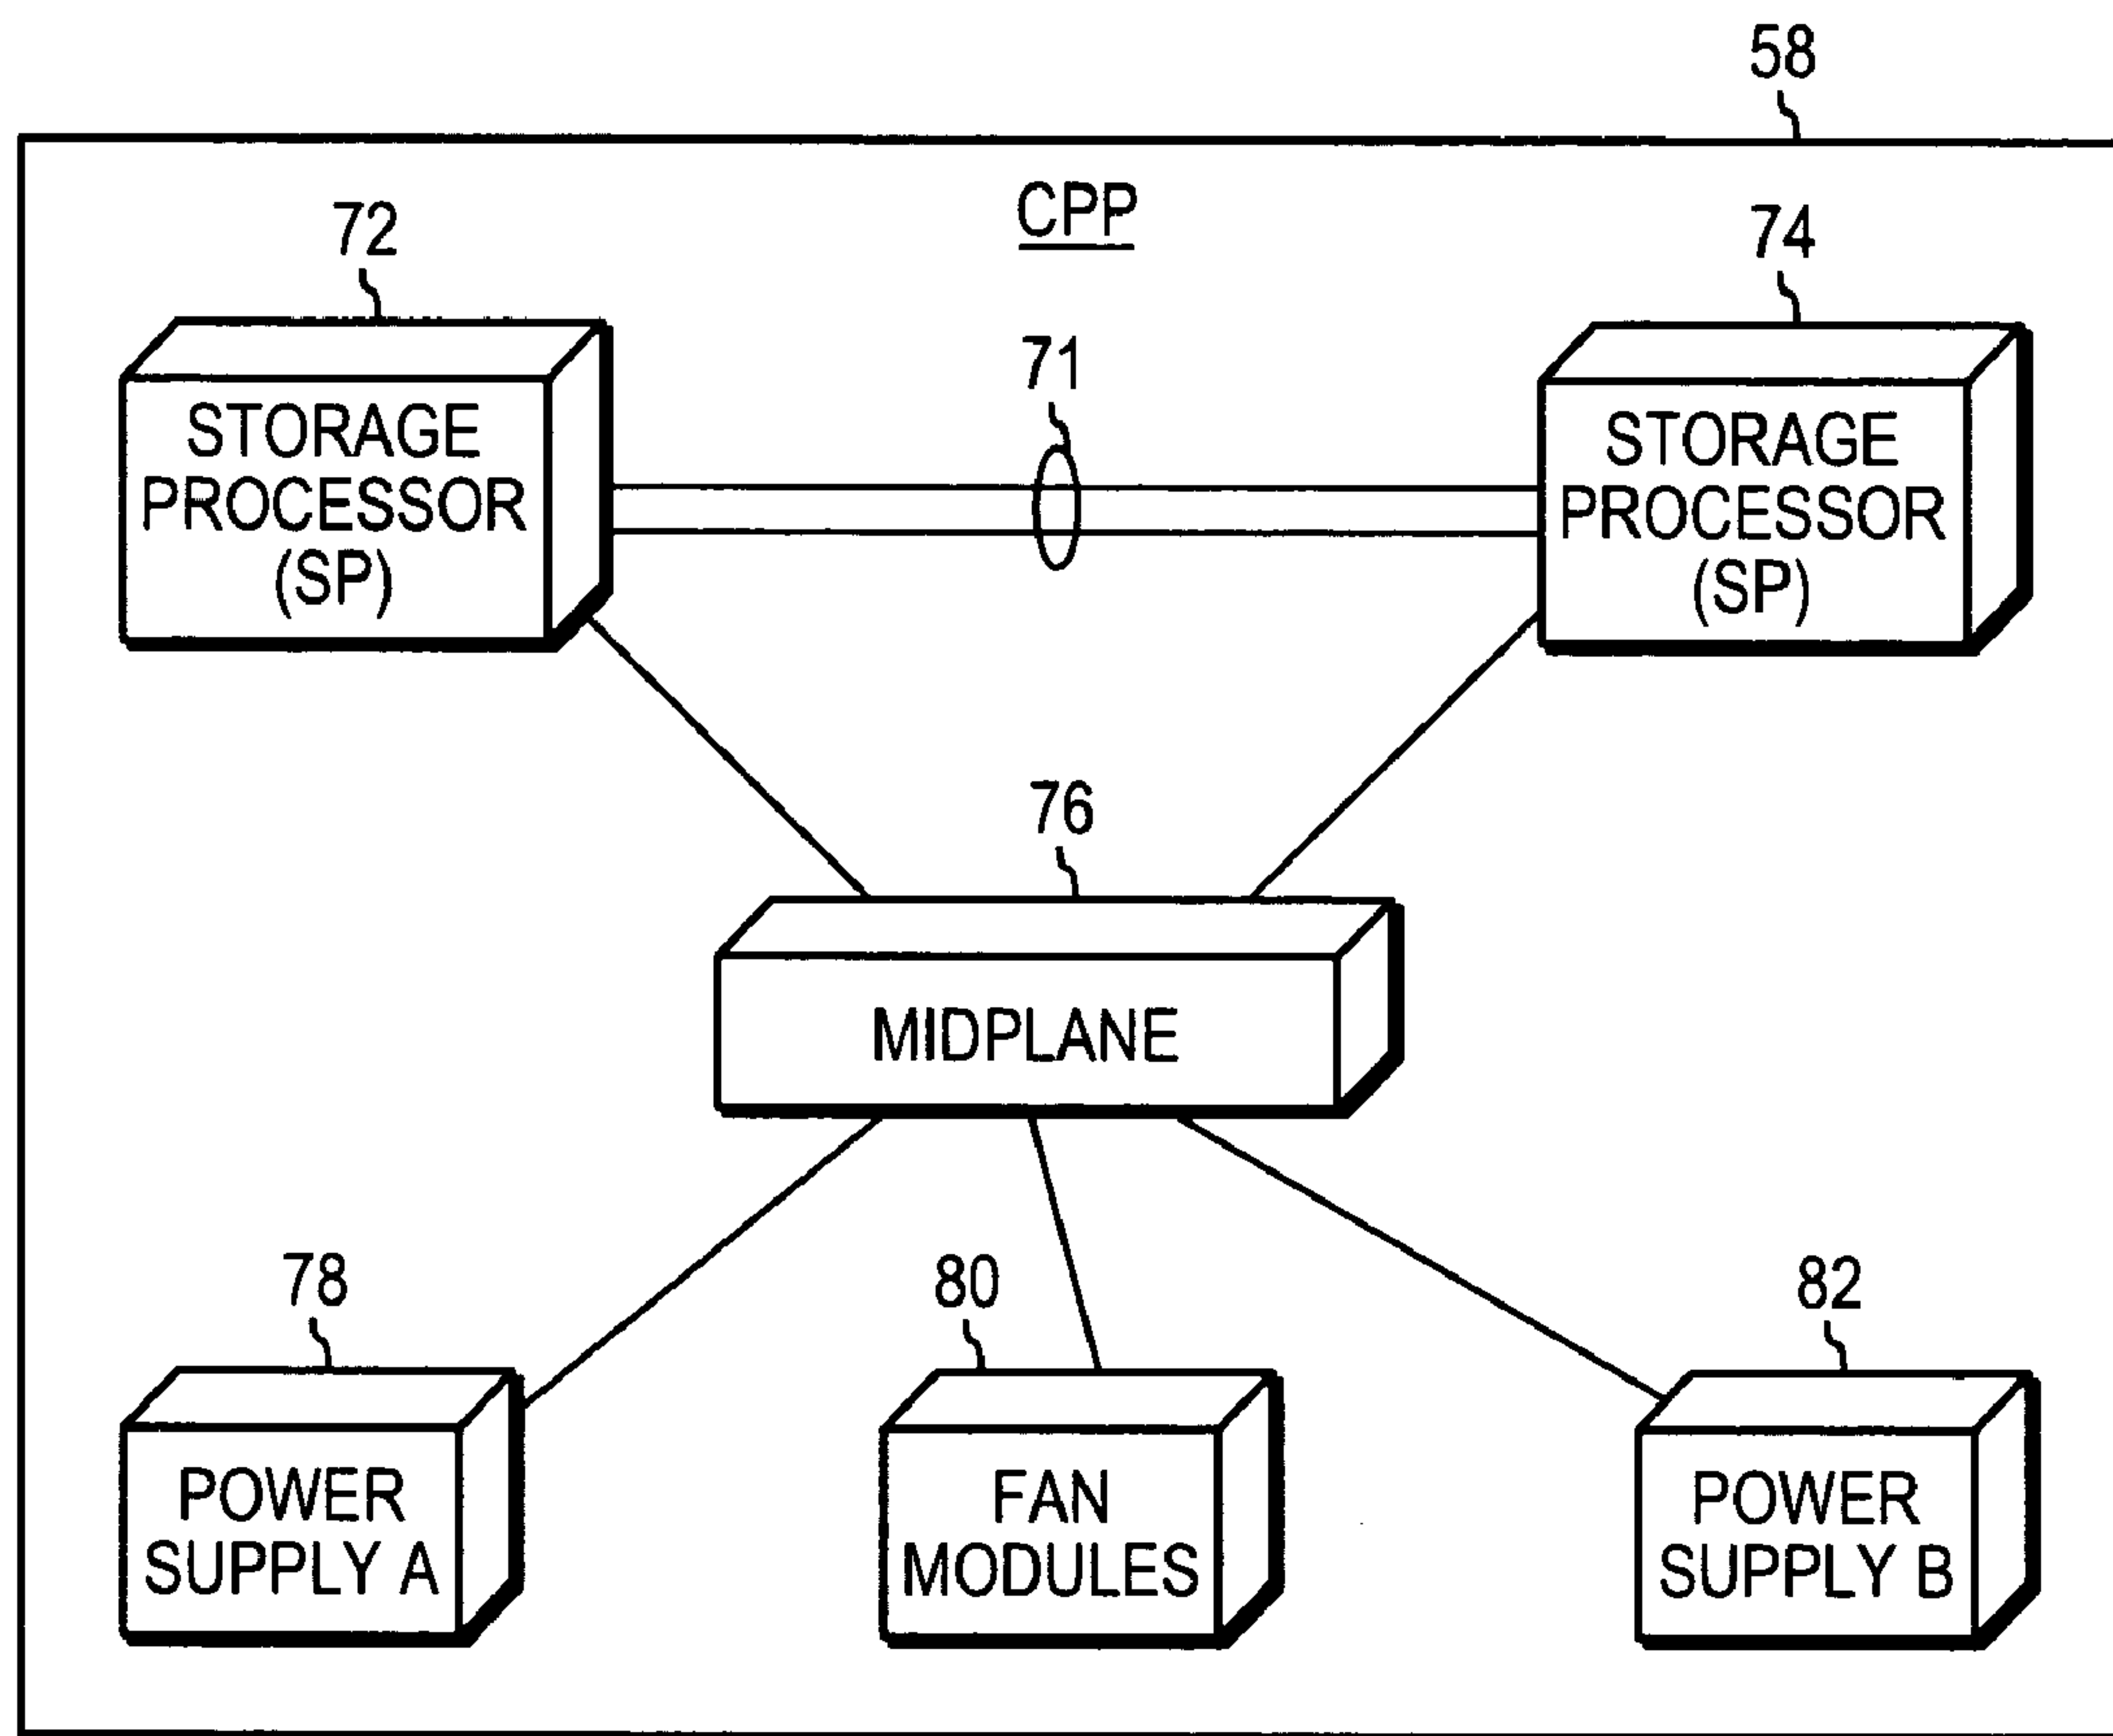 58
CPP
72
74
71
STORAGE
PROCESSOR
(SP)
STORAGE
PROCESSOR
(SP)
76
MIDPLANE
78
80
82
POWER
SUPPLY A
FAN
MODULES
POWER
SUPPLY B